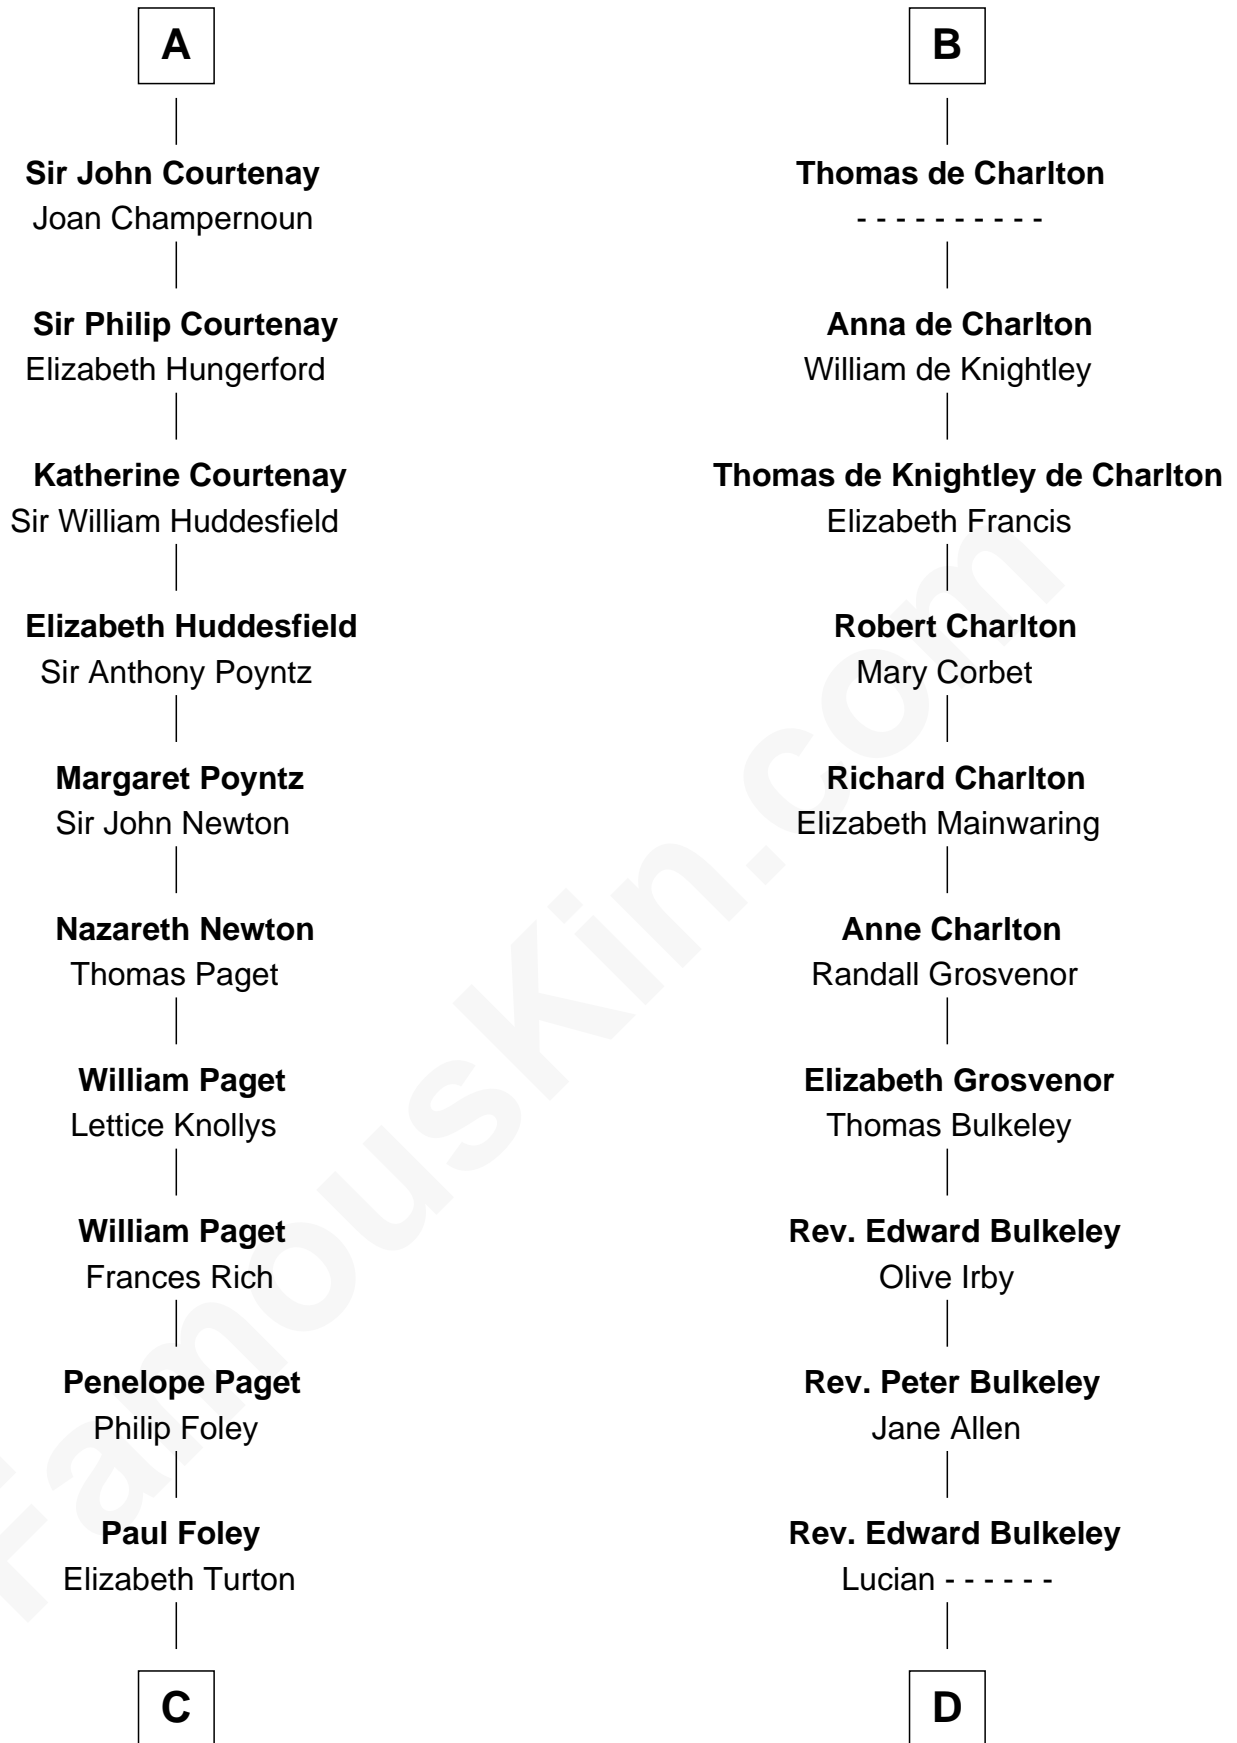 A
Sir John Courtenay
Joan Champernoun
Sir Philip Courtenay
Elizabeth Hungerford
Katherine Courtenay
Sir William Huddesfield
Elizabeth Huddesfield
Sir Anthony Poyntz
Margaret Poyntz
Sir John Newton
Nazareth Newton
Thomas Paget
William Paget
Lettice Knollys
William Paget
Frances Rich
Penelope Paget
Philip Foley
Paul Foley
Elizabeth Turton
C
B
Thomas de Charlton
- - - - - - - - - -
Anna de Charlton
William de Knightley
Thomas de Knightley de Charlton
Elizabeth Francis
Robert Charlton
Mary Corbet
Richard Charlton
Elizabeth Mainwaring
Anne Charlton
Randall Grosvenor
Elizabeth Grosvenor
Thomas Bulkeley
Rev. Edward Bulkeley
Olive Irby
Rev. Peter Bulkeley
Jane Allen
Rev. Edward Bulkeley
Lucian - - - - - -
D
FamousKin.com